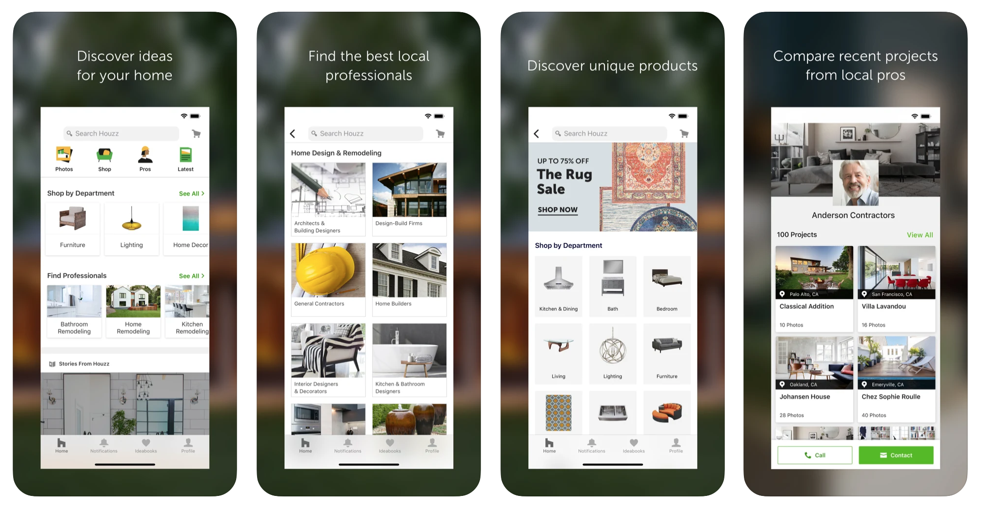 Discover ideas
for your home
Search Houzz
Photos
Shop
Pros
Latest
Shop by Department
See All >
Furniture
Lighting
Home Decor
Find Professionals
See All >
Bathroom
Remodeling
Home
Remodeling
Kitchen
Remodeling
Stories From Houzz
Home
Notifications
Ideabooks
Profile
Find the best local
professionals
Search Houzz
Home Design & Remodeling
Architects &
Building Designers
Design-Build Firms
General Contractors
Home Builders
Interior Designers
& Decorators
Kitchen & Bathroom
Designers
Home
Notifications
Ideabooks
Profile
Discover unique products
Search Houzz
UP TO 75% OFF
The Rug
Sale
SHOP NOW
Shop by Department
Kitchen & Dining
Bath
Bedroom
Living
Lighting
Furniture
Home
Notifications
Ideabooks
Profile
Compare recent projects
from local pros
Anderson Contractors
100 Projects
View All
Palo Alto, CA
Classical Addition
10 Photos
San Francisco, CA
Villa Lavandou
16 Photos
Oakland, CA
Johansen House
28 Photos
Emeryville, CA
Chez Sophie Roulle
40 Photos
Call
Contact